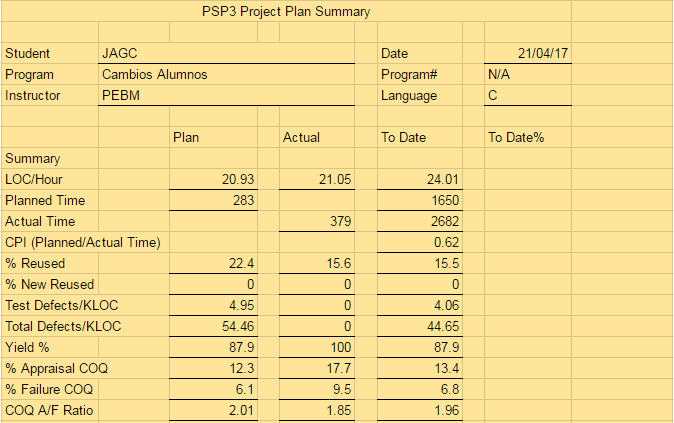 PSP3 Project Plan Summary
Student JAGC Date 21/04/17
Program Cambios Alumnos Program# N/A
Instructor PEBM Language C
Plan Actual To Date To Date%
Summary
LOC/Hour 20.93 21.05 24.01
Planned Time 283 1650
Actual Time 379 2682
CPI (Planned/Actual Time) 0.62
% Reused 22.4 15.6 15.5
% New Reused 0 0 0
Test Defects/KLOC 4.95 0 4.06
Total Defects/KLOC 54.46 0 44.65
Yield % 87.9 100 87.9
% Appraisal COQ 12.3 17.7 13.4
% Failure COQ 6.1 9.5 6.8
COQ A/F Ratio 2.01 1.85 1.96